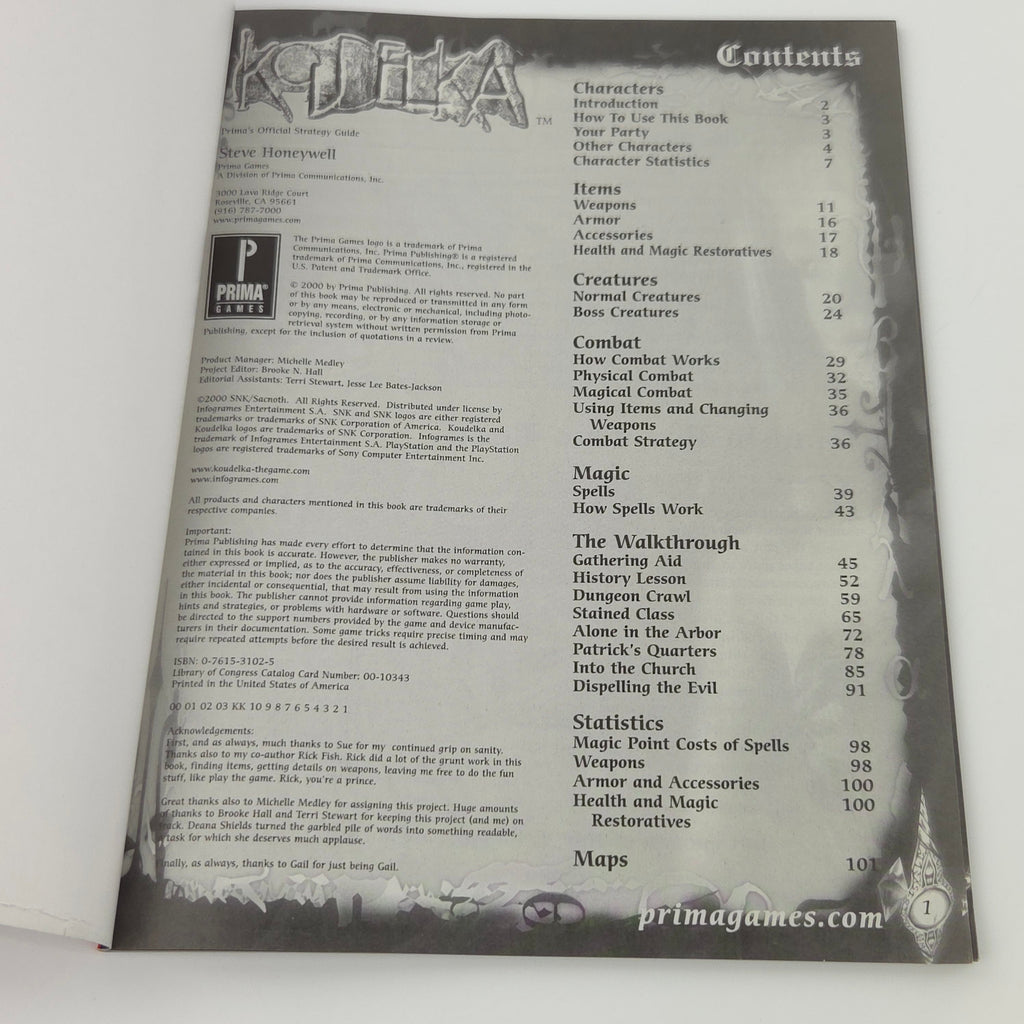 KOUDELKA
TM
Prima's Official Strategy Guide
Steve Honeywell
Prima Games
A Division of Prima Communications, Inc.
3000 Lava Ridge Court
Roseville, CA 95661
(916) 787-7000
www.primagames.com
P
PRIMA®
GAMES
The Prima Games logo is a trademark of Prima
Communications, Inc. Prima Publishing® is a registered
trademark of Prima Communications, Inc., registered in the
U.S. Patent and Trademark Office.
© 2000 by Prima Publishing. All rights reserved. No part
of this book may be reproduced or transmitted in any form
or by any means, electronic or mechanical, including photo-
copying, recording, or by any information storage or
retrieval system without written permission from Prima
Publishing, except for the inclusion of quotations in a review.
Product Manager: Michelle Medley
Project Editor: Brooke N. Hall
Editorial Assistants: Terri Stewart, Jesse Lee Bates-Jackson
©2000 SNK/Sacnoth. All Rights Reserved. Distributed under license by
Infogrames Entertainment S.A. SNK and SNK logos are either registered
trademarks or trademarks of SNK Corporation of America. Koudelka and
Koudelka logos are trademarks of SNK Corporation. Infogrames is the
trademark of Infogrames Entertainment S.A. PlayStation and the PlayStation
logos are registered trademarks of Sony Computer Entertainment Inc.
www.koudelka-thegame.com
www.infogrames.com
All products and characters mentioned in this book are trademarks of their
respective companies.
Important:
Prima Publishing has made every effort to determine that the information con-
tained in this book is accurate. However, the publisher makes no warranty,
either expressed or implied, as to the accuracy, effectiveness, or completeness of
the material in this book; nor does the publisher assume liability for damages,
either incidental or consequential, that may result from using the information
in this book. The publisher cannot provide information regarding game play,
hints and strategies, or problems with hardware or software. Questions should
be directed to the support numbers provided by the game and device manufac-
turers in their documentation. Some game tricks require precise timing and may
require repeated attempts before the desired result is achieved.
ISBN: 0-7615-3102-5
Library of Congress Catalog Card Number: 00-10343
Printed in the United States of America
00 01 02 03 KK 10 9 8 7 6 5 4 3 2 1
Acknowledgements:
First, and as always, much thanks to Sue for my continued grip on sanity.
Thanks also to my co-author Rick Fish. Rick did a lot of the grunt work in this
book, finding items, getting details on weapons, leaving me free to do the fun
stuff, like play the game. Rick, you're a prince.
Great thanks also to Michelle Medley for assigning this project. Huge amounts
of thanks to Brooke Hall and Terri Stewart for keeping this project (and me) on
track. Deana Shields turned the garbled pile of words into something readable,
a task for which she deserves much applause.
Finally, as always, thanks to Gail for just being Gail.
Contents
Characters
Introduction 2
How To Use This Book 3
Your Party 3
Other Characters 4
Character Statistics 7
Items
Weapons 11
Armor 16
Accessories 17
Health and Magic Restoratives 18
Creatures
Normal Creatures 20
Boss Creatures 24
Combat
How Combat Works 29
Physical Combat 32
Magical Combat 35
Using Items and Changing 36
Weapons
Combat Strategy 36
Magic
Spells 39
How Spells Work 43
The Walkthrough
Gathering Aid 45
History Lesson 52
Dungeon Crawl 59
Stained Class 65
Alone in the Arbor 72
Patrick's Quarters 78
Into the Church 85
Dispelling the Evil 91
Statistics
Magic Point Costs of Spells 98
Weapons 98
Armor and Accessories 100
Health and Magic 100
Restoratives
Maps 101
primagames.com
1